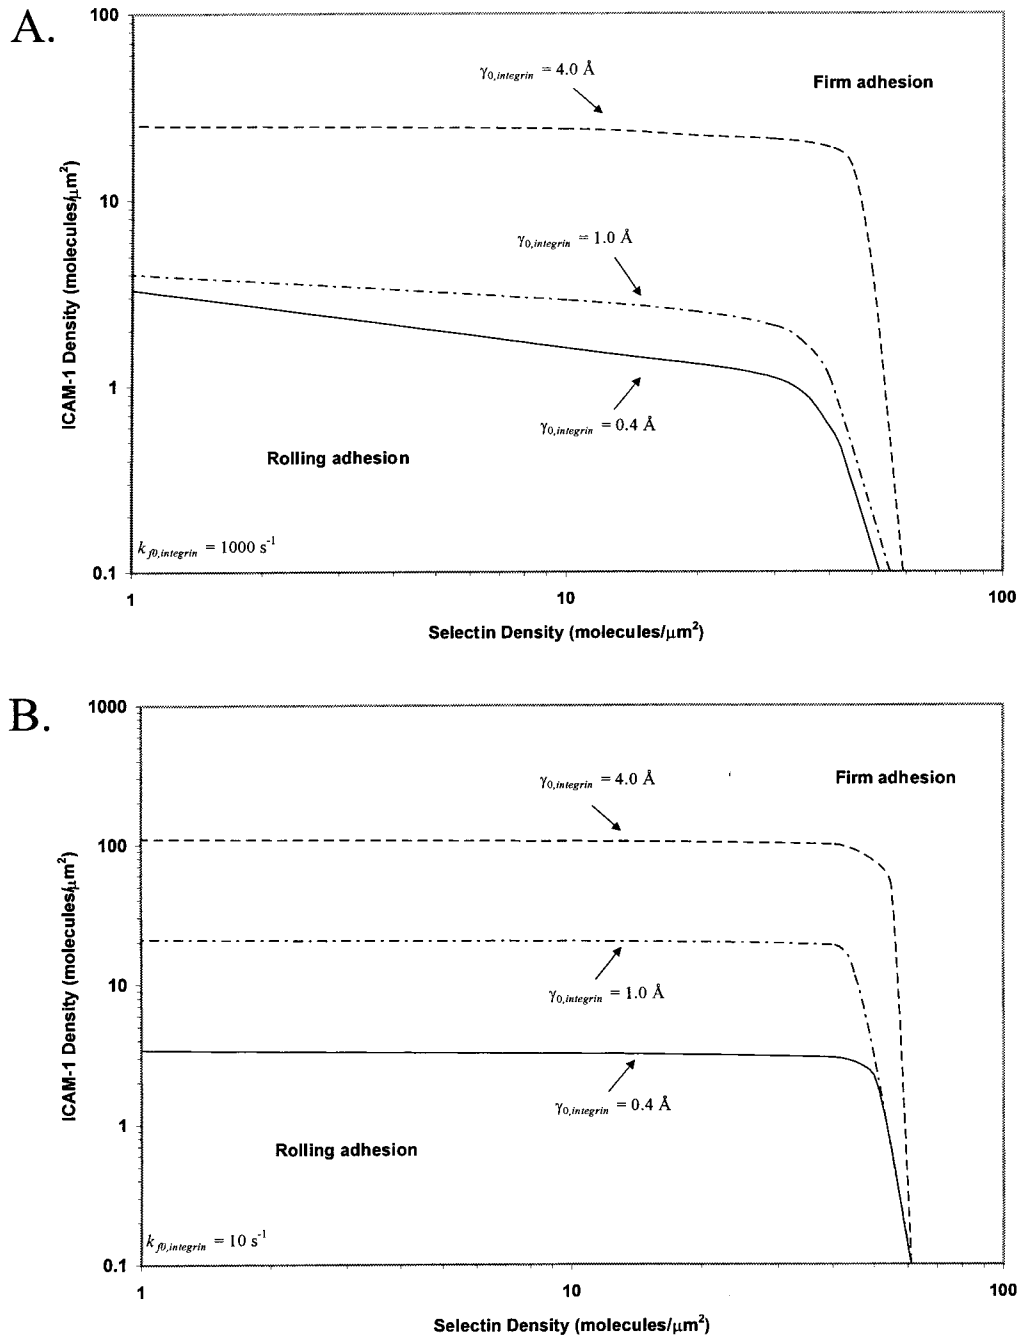 A.
100
γ0,integrin = 4.0 Å
Firm adhesion
10
γ0,integrin = 1.0 Å
ICAM-1 Density (molecules/μm²)
1
γ0,integrin = 0.4 Å
Rolling adhesion
kf0,integrin = 1000 s⁻¹
0.1
1
10
100
Selectin Density (molecules/μm²)
B.
1000
γ0,integrin = 4.0 Å
Firm adhesion
100
ICAM-1 Density (molecules/μm²)
10
γ0,integrin = 1.0 Å
γ0,integrin = 0.4 Å
1
Rolling adhesion
kf0,integrin = 10 s⁻¹
0.1
1
10
100
Selectin Density (molecules/μm²)